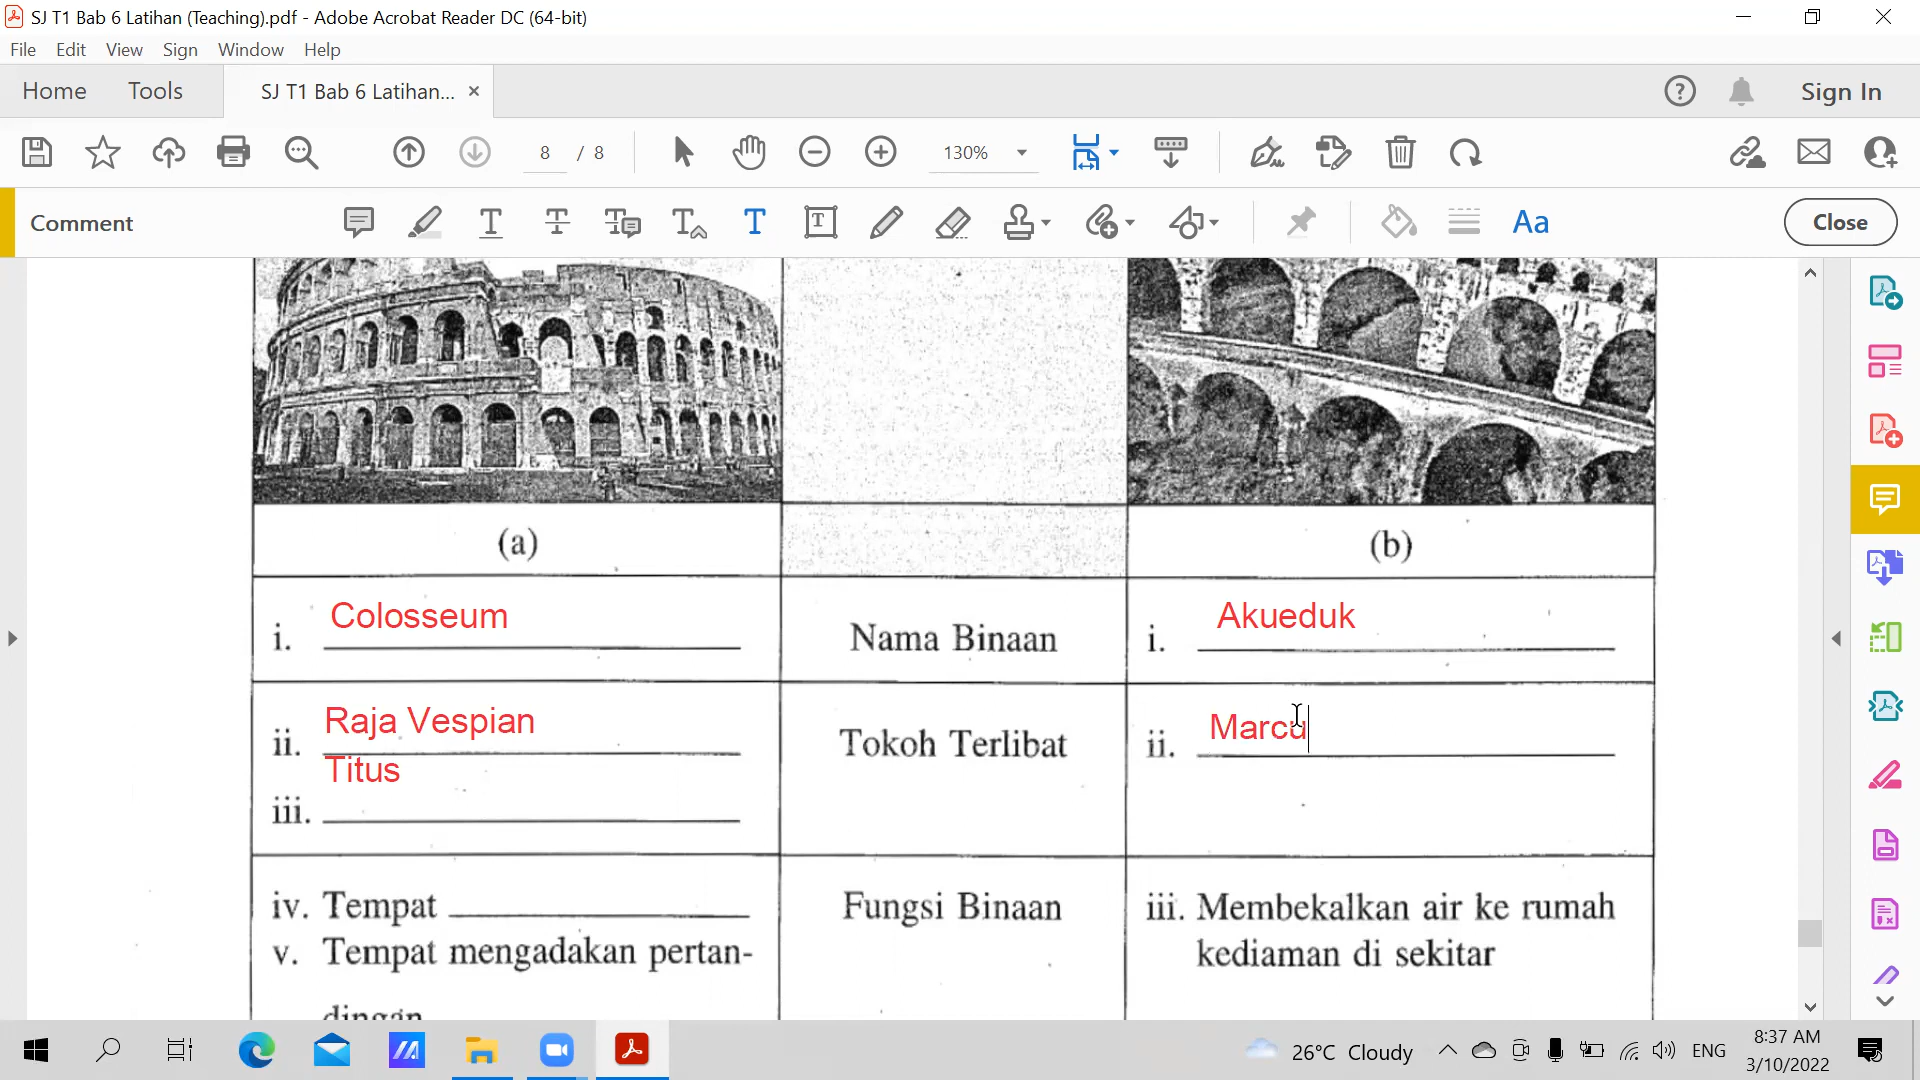 SJ T1 Bab 6 Latihan (Teaching).pdf - Adobe Acrobat Reader DC (64-bit)
File Edit View Sign Window Help
Home Tools SJ T1 Bab 6 Latihan... × Sign In
8 / 8 130%
Comment Aa Close
(a) (b)
i. Colosseum Nama Binaan i. Akueduk
ii. Raja Vespian Tokoh Terlibat ii. Marcu
Titus
iii.
iv. Tempat Fungsi Binaan iii. Membekalkan air ke rumah
v. Tempat mengadakan pertan- kediaman di sekitar
dingan
26°C Cloudy ENG 8:37 AM
3/10/2022